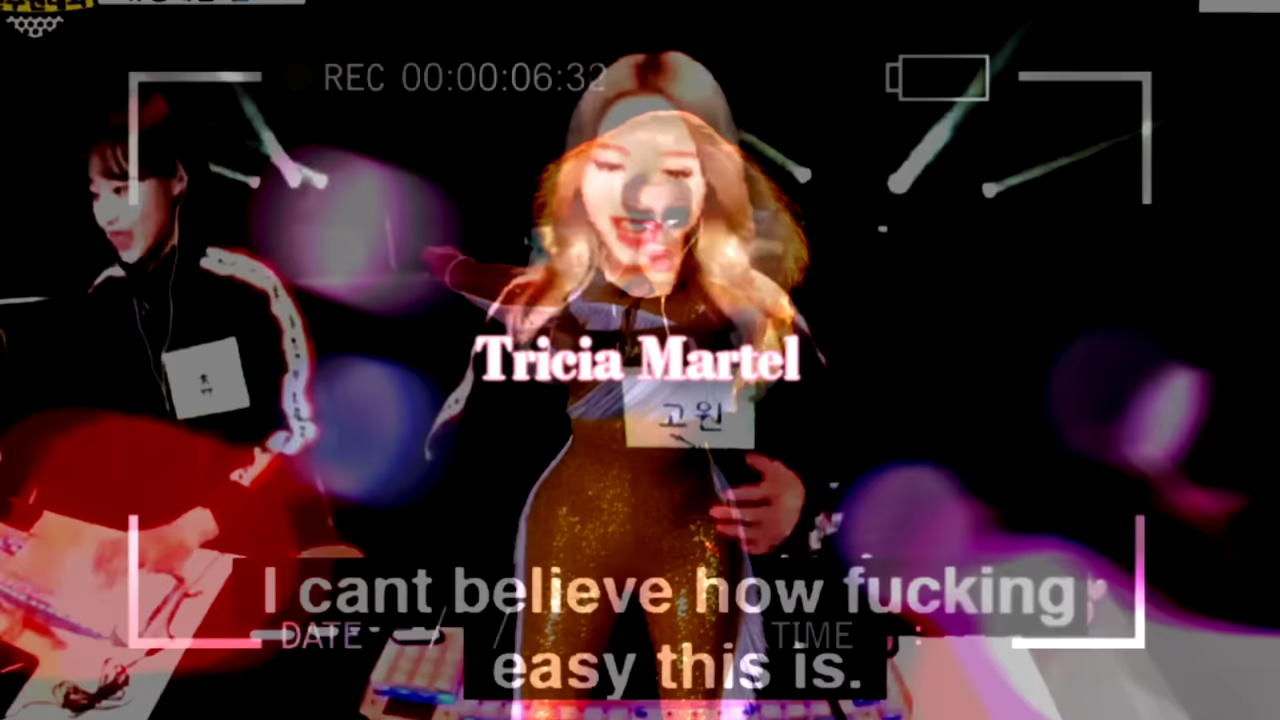 REC 00:00:06:32
Tricia Martel
고원
I cant believe how fucking
DATE / /
TIME :
easy this is.